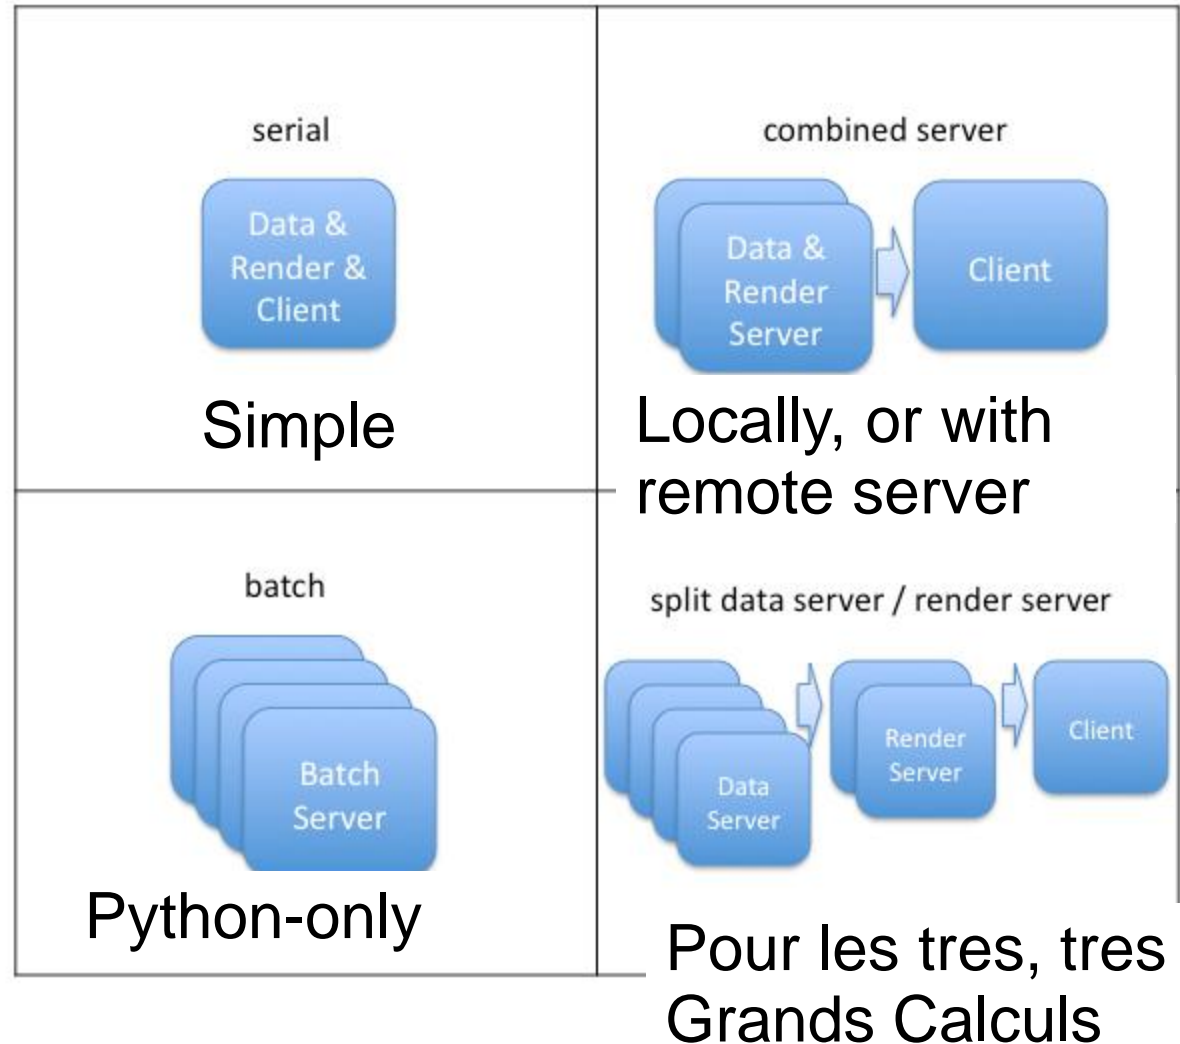 serial
Data &
Render &
Client
Simple
combined server
Data &
Render
Server
Client
Locally, or with
remote server
batch
Batch
Server
Python-only
split data server / render server
Data
Server
Render
Server
Client
Pour les tres, tres
Grands Calculs